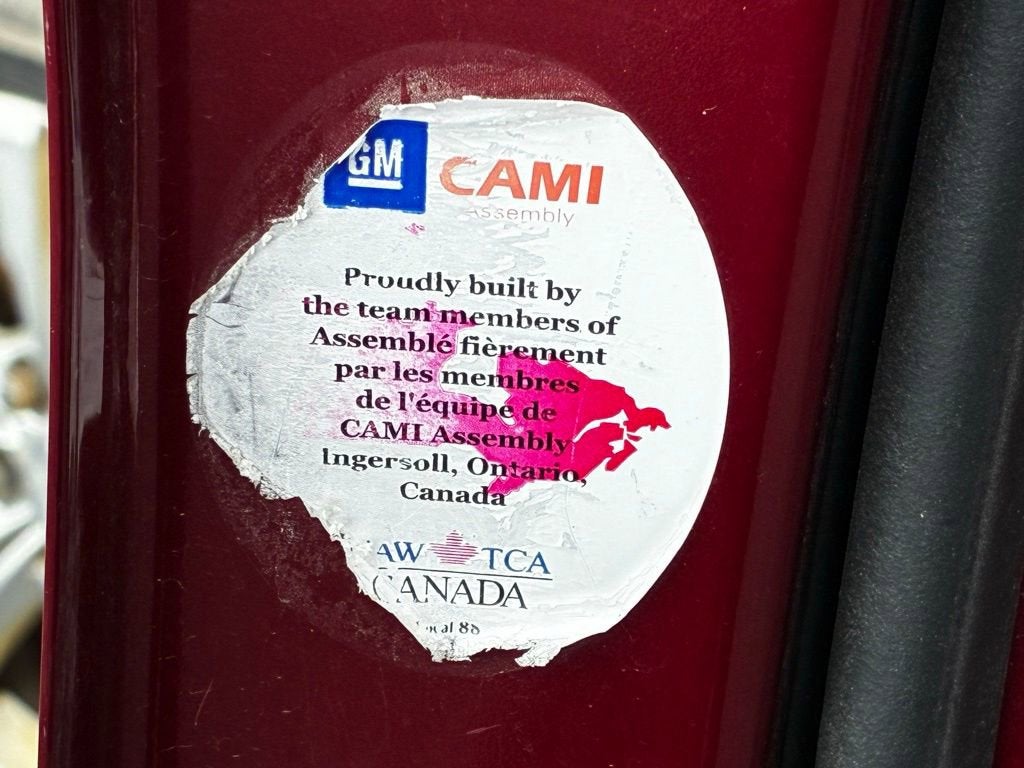 GM CAMI
Assembly
Proudly built by
the team members of
Assemblé fièrement
par les membres
de l'équipe de
CAMI Assembly
Ingersoll, Ontario,
Canada
AW TCA
CANADA
88